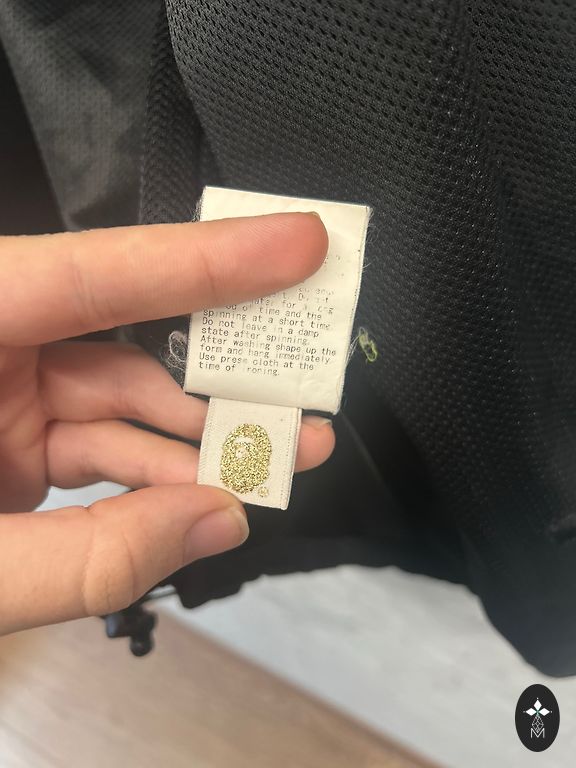 time and the
spinning at a short time.
Do not leave in a damp
state after spinning.
After washing shape up the
form and hang immediately.
Use press cloth at the
time of ironing.
M